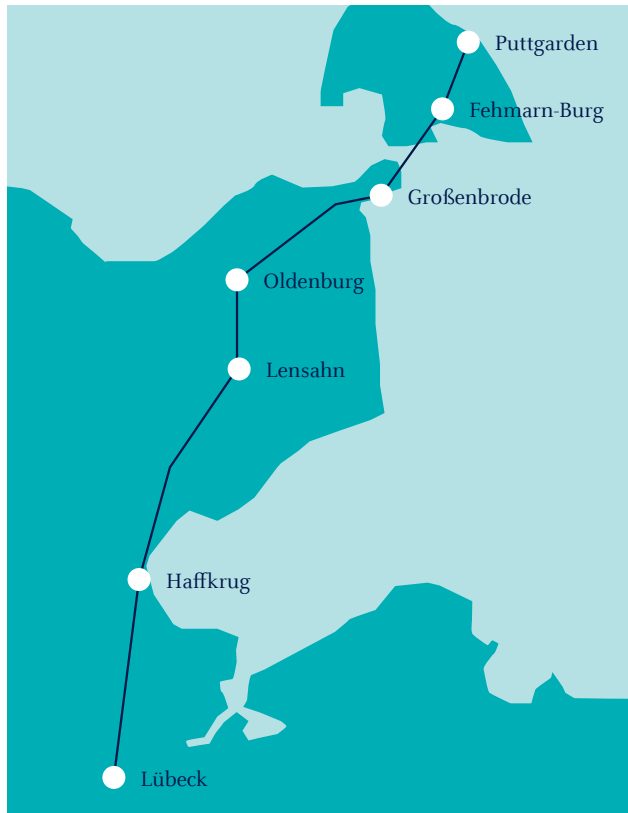 Puttgarden
Fehmarn-Burg
Großenbrode
Oldenburg
Lensahn
Haffkrug
Lübeck